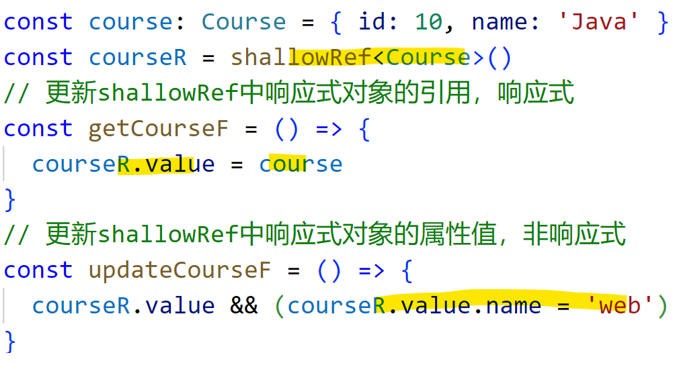 const course: Course = { id: 10, name: 'Java' }
const courseR = shallowRef<Course>()
// 更新shallowRef中响应式对象的引用，响应式
const getCourseF = () => {
  courseR.value = course
}
// 更新shallowRef中响应式对象的属性值，非响应式
const updateCourseF = () => {
  courseR.value && (courseR.value.name = 'web')
}